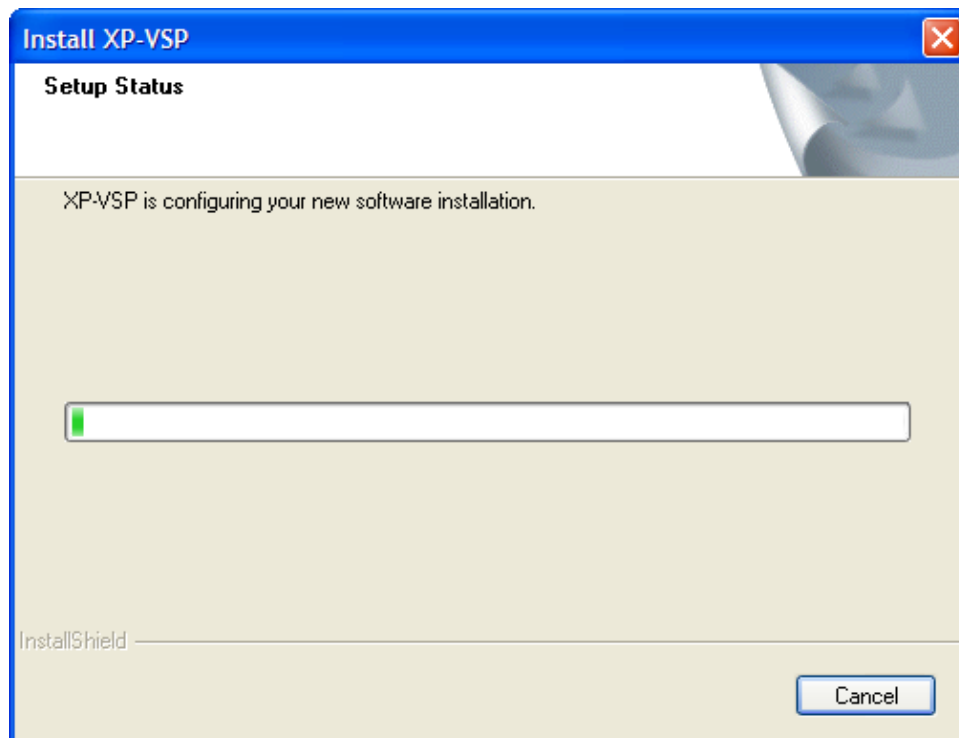 Install XP-VSP
Setup Status
XP-VSP is configuring your new software installation.
InstallShield
Cancel